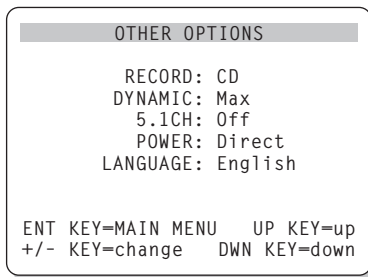 OTHER OPTIONS
RECORD: CD
DYNAMIC: Max
5.1CH: Off
POWER: Direct
LANGUAGE: English
ENT KEY=MAIN MENU UP KEY=up
+/- KEY=change DWN KEY=down